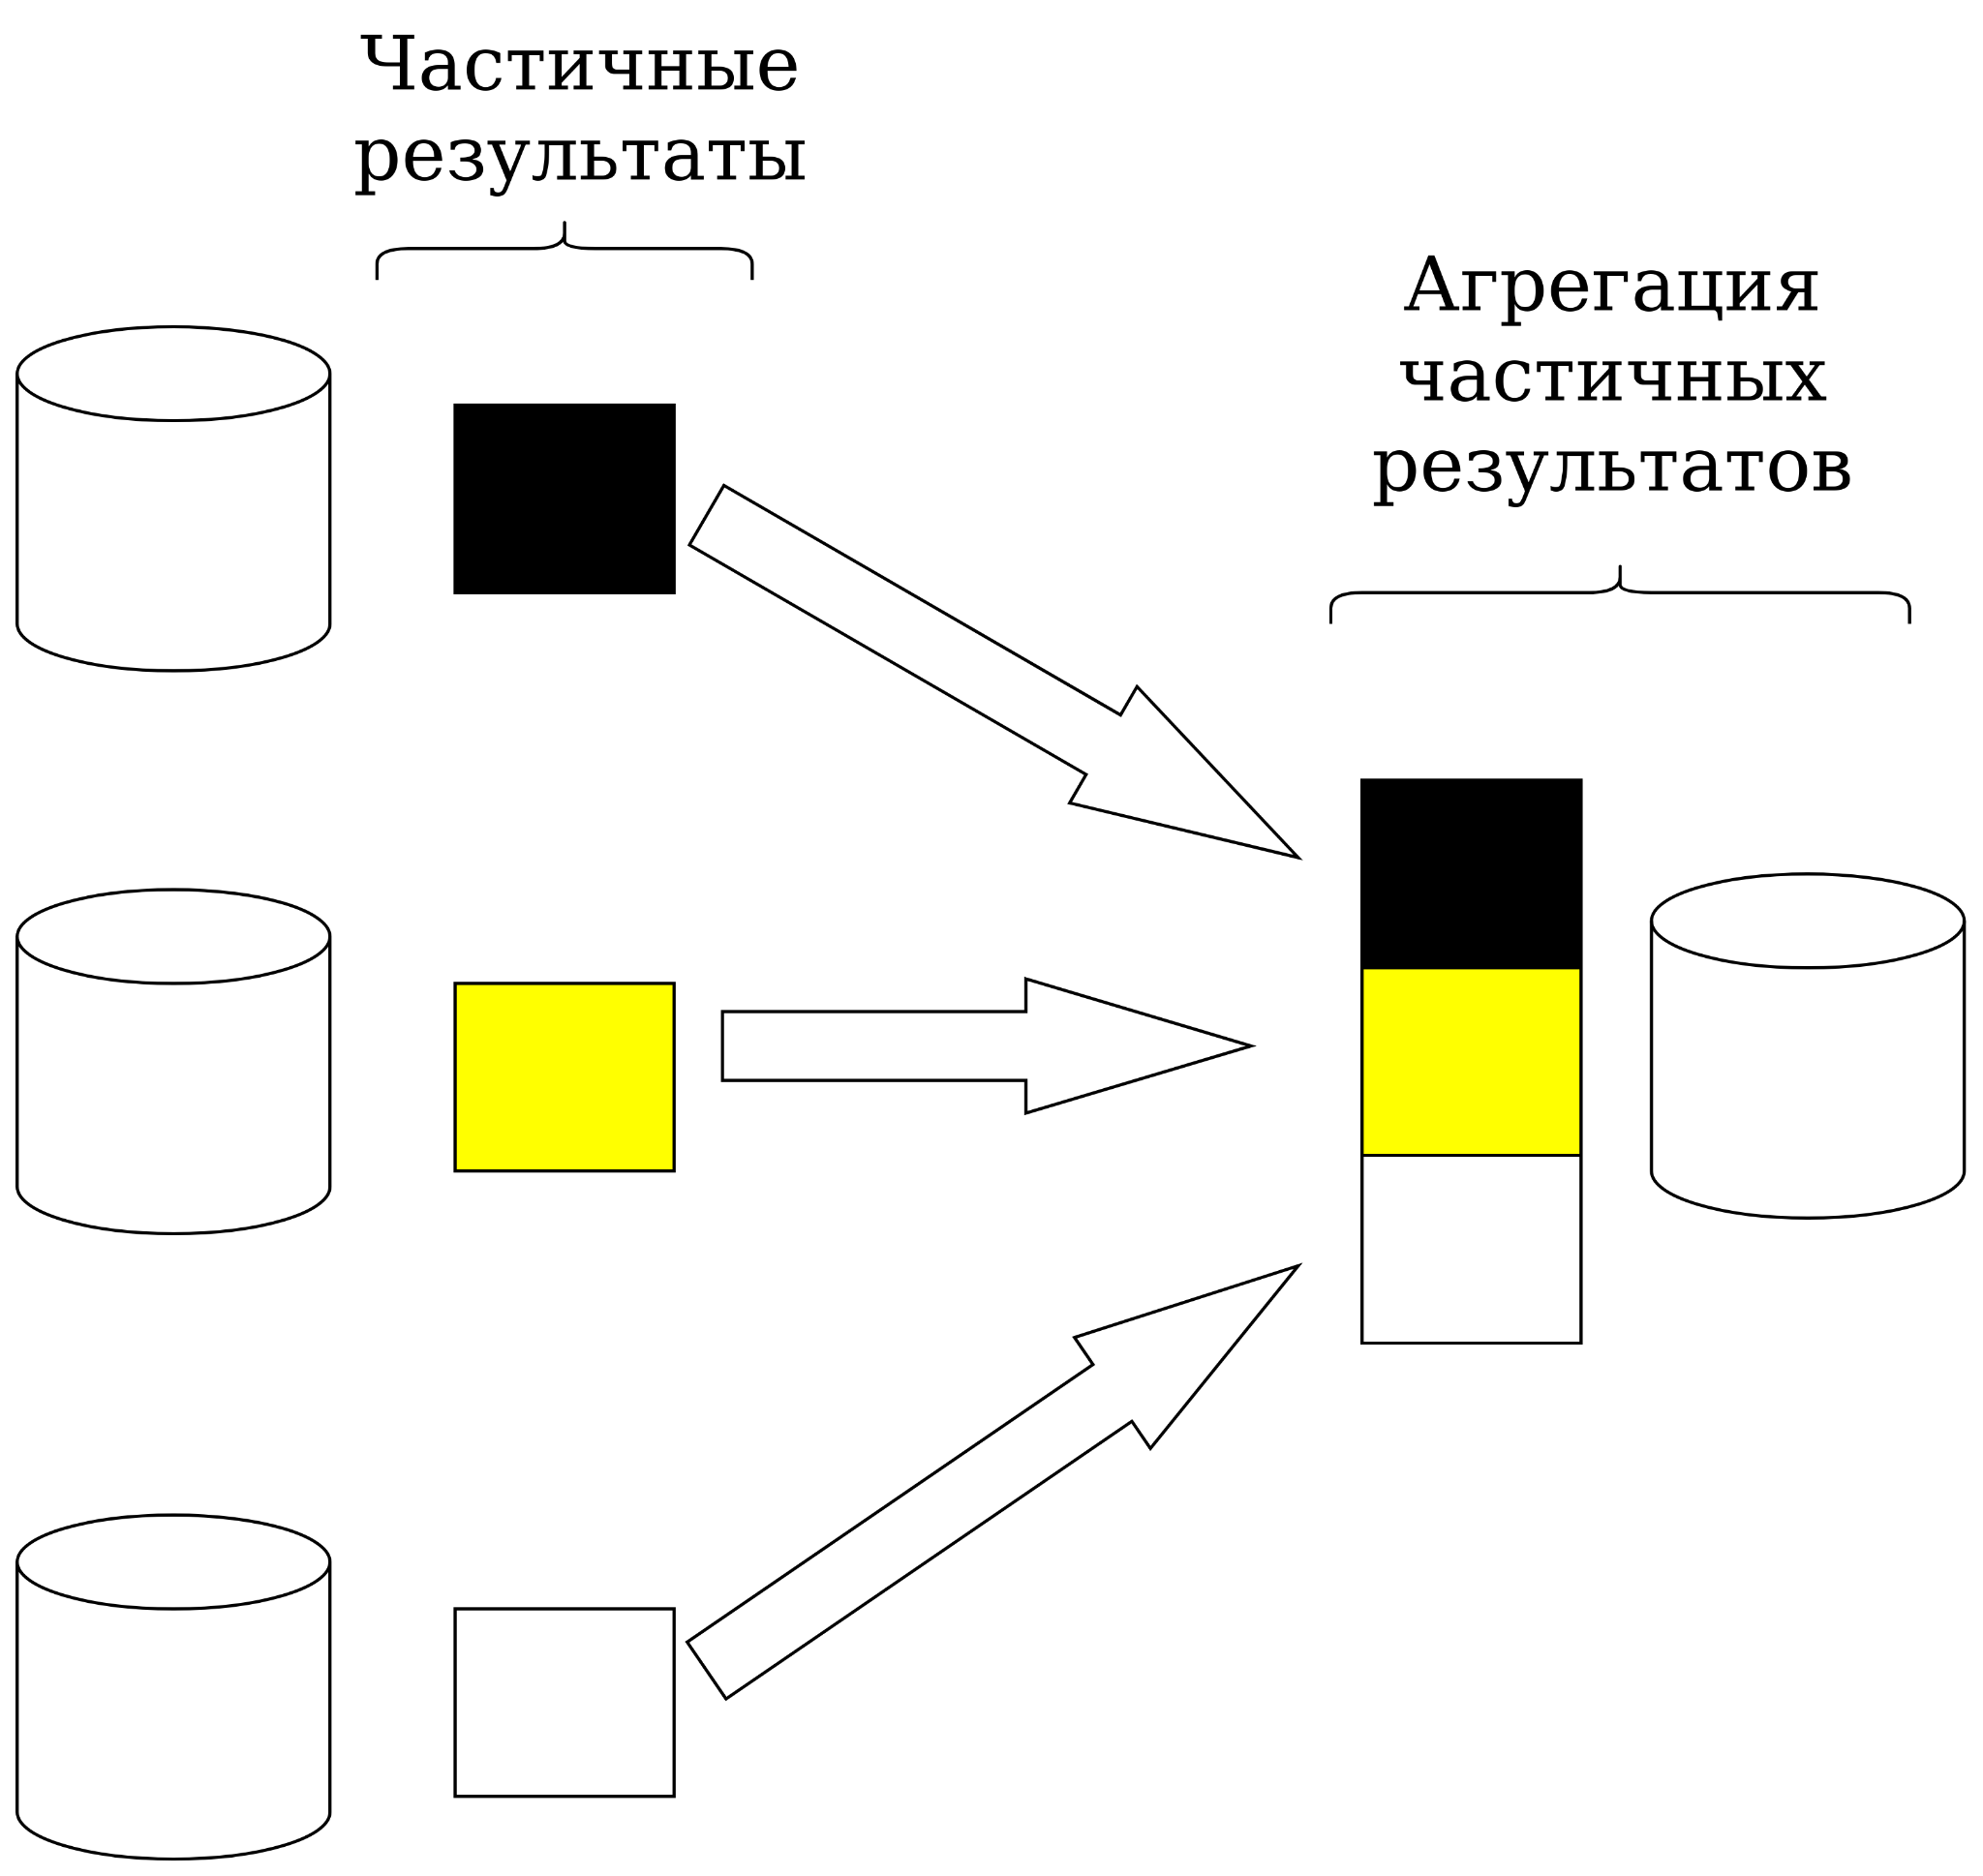 Частичные
результаты
Агрегация
частичных
результатов